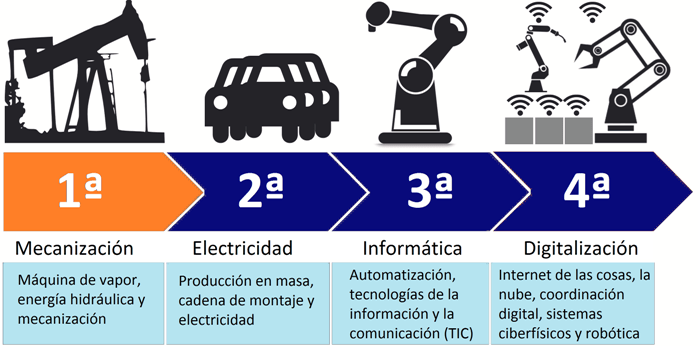 1ª
2ª
3ª
4ª
Mecanización
Electricidad
Informática
Digitalización
Máquina de vapor,
energía hidráulica y
mecanización
Producción en masa,
cadena de montaje y
electricidad
Automatización,
tecnologías de la
información y la
comunicación (TIC)
Internet de las cosas, la
nube, coordinación
digital, sistemas
ciberfísicos y robótica